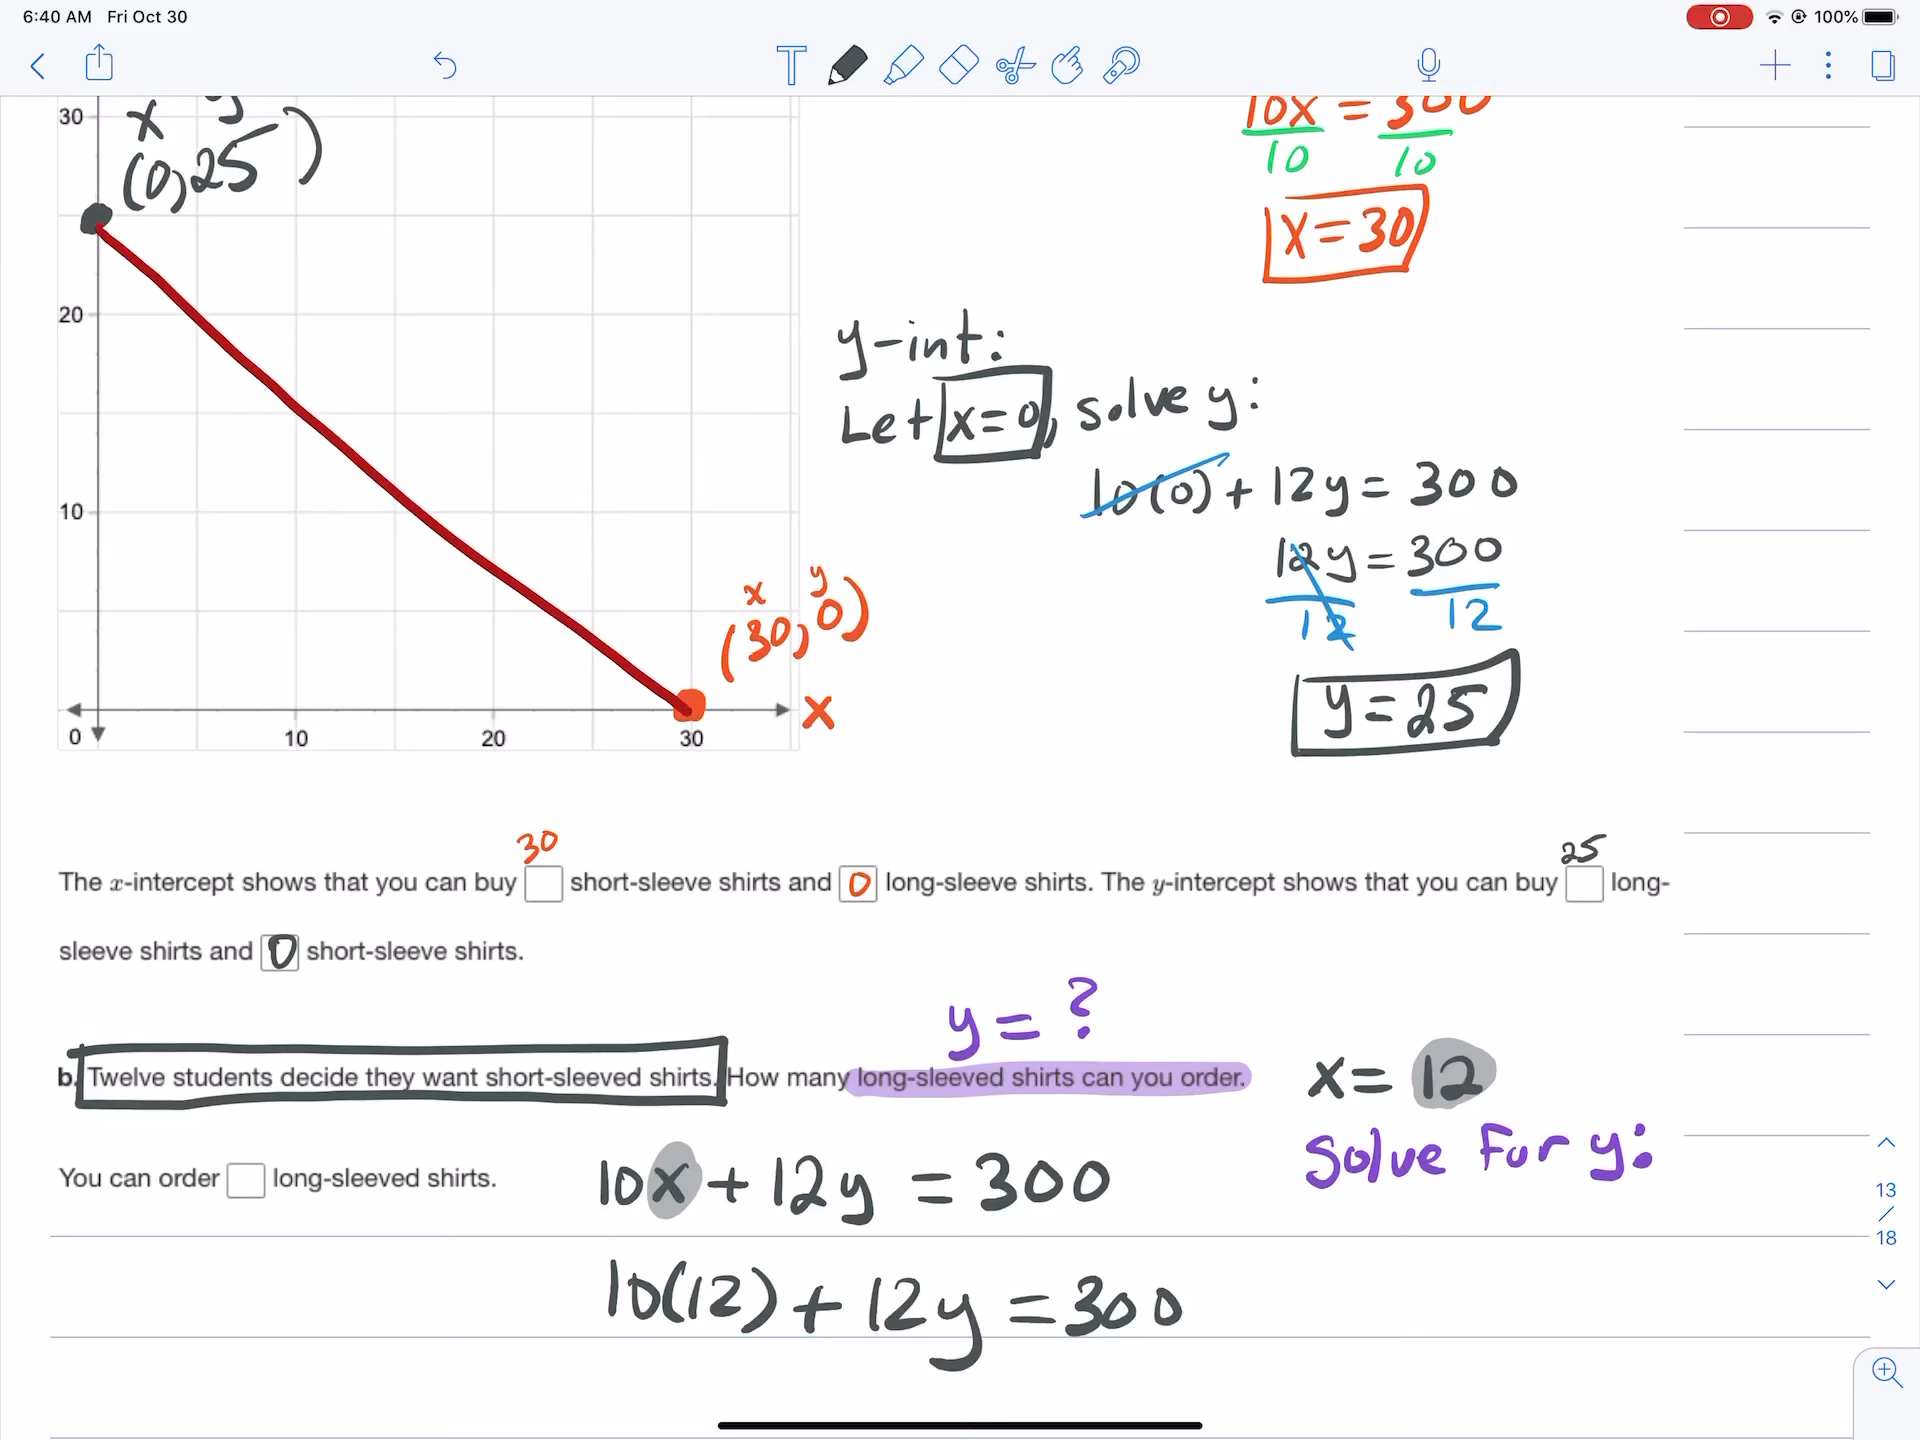 6:40 AM Fri Oct 30
100%
30
x
(0,25)
10x = 300
10 10
x=30
20
y-int:
Let x=0, solve y:
10(0) + 12y = 300
12y = 300
12 12
y = 25
10
x y
(30, 0)
x
0 10 20 30
30
25
The x-intercept shows that you can buy short-sleeve shirts and 0 long-sleeve shirts. The y-intercept shows that you can buy long-
sleeve shirts and 0 short-sleeve shirts.
y = ?
b. Twelve students decide they want short-sleeved shirts. How many long-sleeved shirts can you order.
x = 12
Solve for y:
You can order long-sleeved shirts.
10x + 12y = 300
13
/
18
10(12) + 12y = 300